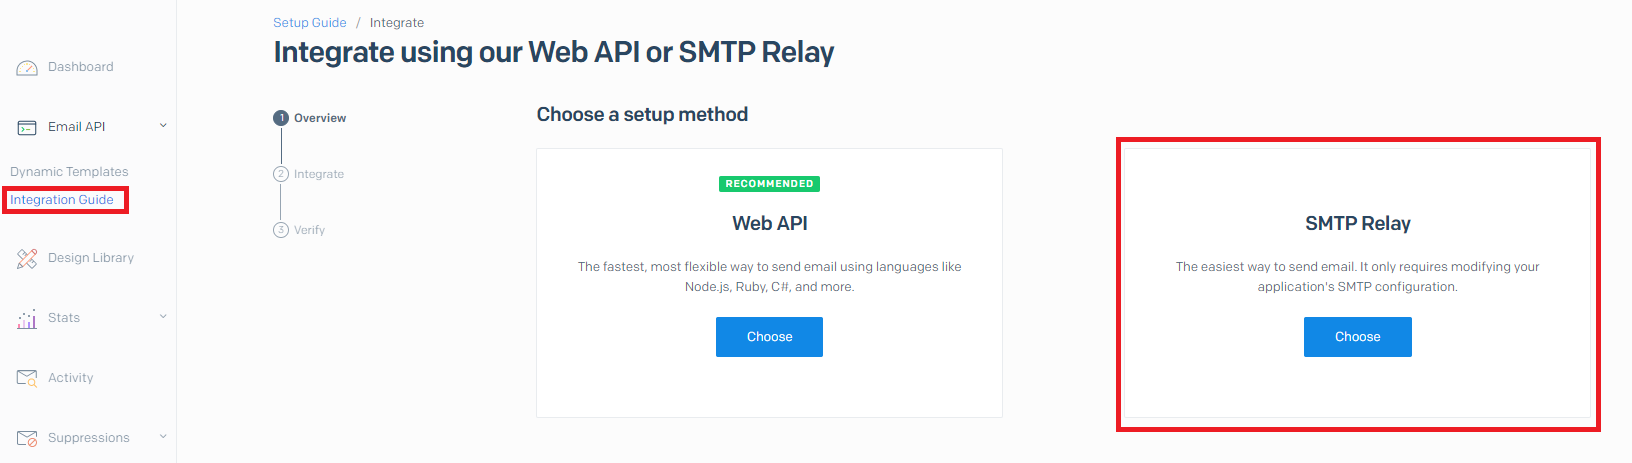 Setup Guide / Integrate
Integrate using our Web API or SMTP Relay
Dashboard
Email API
Dynamic Templates
Integration Guide
Design Library
Stats
Activity
Suppressions
1 Overview
2 Integrate
3 Verify
Choose a setup method
RECOMMENDED
Web API
The fastest, most flexible way to send email using languages like
Node.js, Ruby, C#, and more.
Choose
SMTP Relay
The easiest way to send email. It only requires modifying your
application's SMTP configuration.
Choose